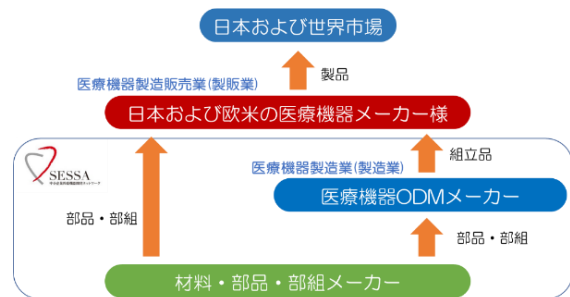 日本および世界市場
製品
医療機器製造販売業(製販業)
日本および欧米の医療機器メーカー様
SESSA
組立品
医療機器製造業(製造業)
医療機器ODMメーカー
部品・部組
部品・部組
材料・部品・部組メーカー